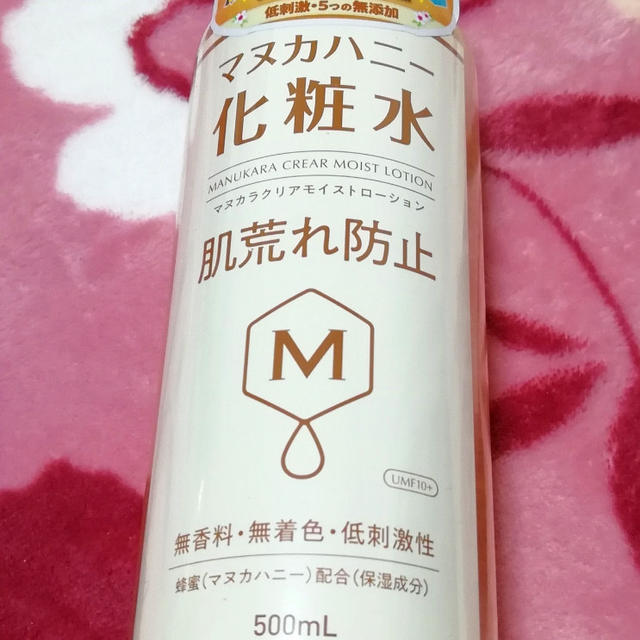 低刺激・5つの無添加
マヌカハニー
化粧水
MANUKARA CREAR MOIST LOTION
マヌカラクリアモイストローション
肌荒れ防止
M
UMF10+
無香料・無着色・低刺激性
蜂蜜(マヌカハニー)配合(保湿成分)
500mL